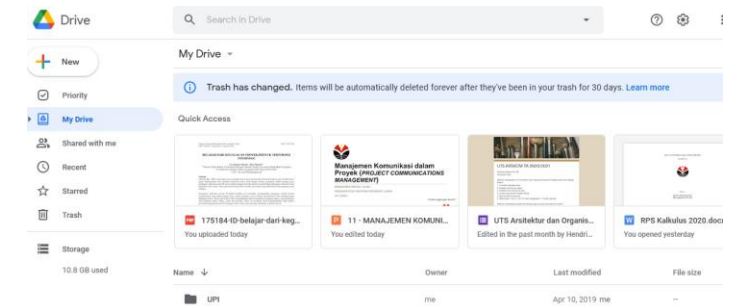 Drive
Search in Drive
New
My Drive
Trash has changed. Items will be automatically deleted forever after they've been in your trash for 30 days. Learn more
Priority
My Drive
Shared with me
Recent
Starred
Trash
Storage
10.8 GB used
Quick Access
Manajemen Komunikasi dalam
Proyek (PROJECT COMMUNICATIONS
MANAGEMENT)
175184-ID-belajar-dari-keg...
You uploaded today
11 - MANAJEMEN KOMUNI...
You edited today
UTS Arsitektur dan Organis...
Edited in the past month by Hendri...
RPS Kalkulus 2020.docx
You opened yesterday
Name
Owner
Last modified
File size
UPI
me
Apr 10, 2019 me
--